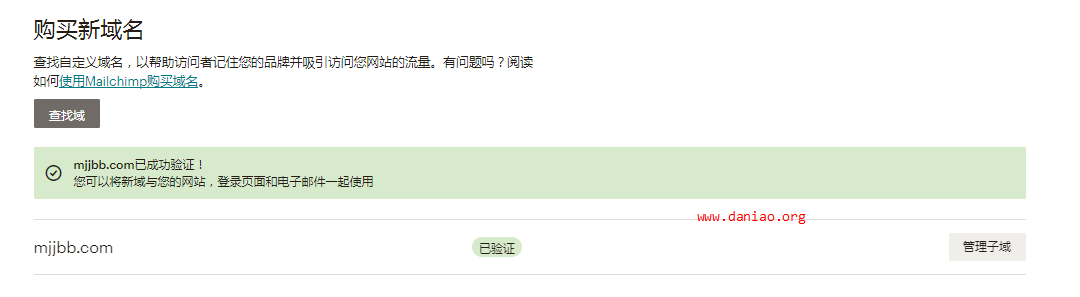 购买新域名
查找自定义域名，以帮助访问者记住您的品牌并吸引访问您网站的流量。有问题吗？阅读
如何使用Mailchimp购买域名。
查找域
mjjbb.com已成功验证！
您可以将新域与您的网站，登录页面和电子邮件一起使用
www.daniao.org
mjjbb.com 已验证 管理子域